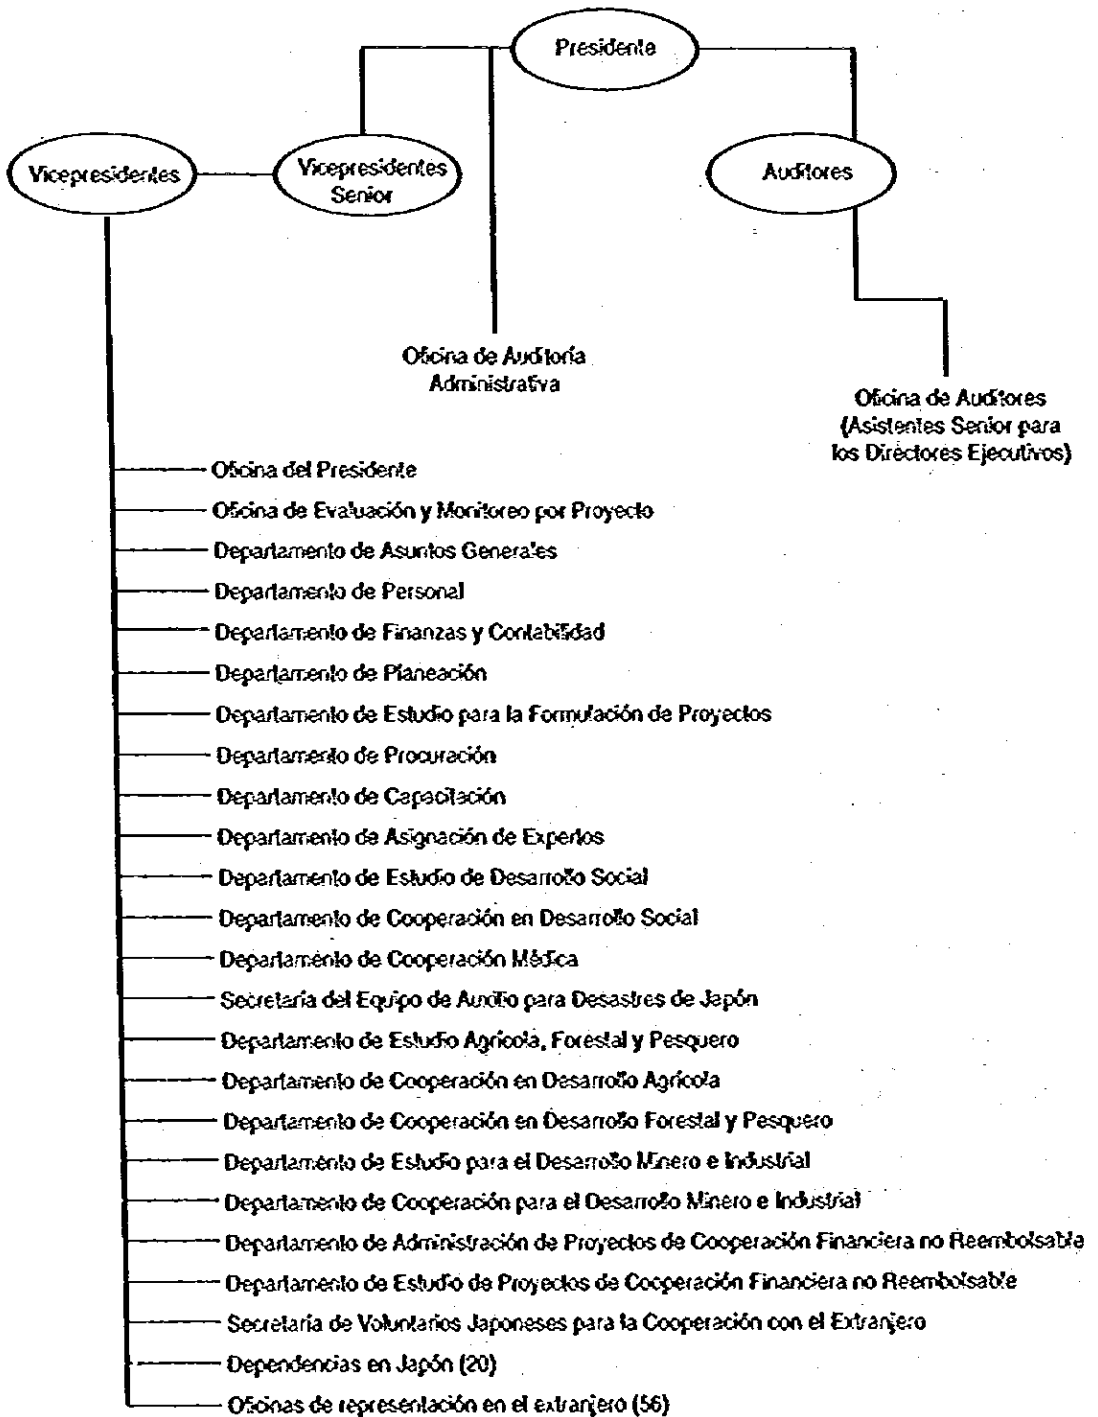 Presidente
Vicepresidentes
Vicepresidentes
Senior
Auditores
Oficina de Auditoría
Administrativa
Oficina de Auditores
(Asistentes Senior para
los Directores Ejecutivos)
Oficina del Presidente
Oficina de Evaluación y Monitoreo por Proyecto
Departamento de Asuntos Generales
Departamento de Personal
Departamento de Finanzas y Contabilidad
Departamento de Planeación
Departamento de Estudio para la Formulación de Proyectos
Departamento de Procuración
Departamento de Capacitación
Departamento de Asignación de Expertos
Departamento de Estudio de Desarrollo Social
Departamento de Cooperación en Desarrollo Social
Departamento de Cooperación Médica
Secretaría del Equipo de Auxilio para Desastres de Japón
Departamento de Estudio Agrícola, Forestal y Pesquero
Departamento de Cooperación en Desarrollo Agrícola
Departamento de Cooperación en Desarrollo Forestal y Pesquero
Departamento de Estudio para el Desarrollo Minero e Industrial
Departamento de Cooperación para el Desarrollo Minero e Industrial
Departamento de Administración de Proyectos de Cooperación Financiera no Reembolsable
Departamento de Estudio de Proyectos de Cooperación Financiera no Reembolsable
Secretaría de Voluntarios Japoneses para la Cooperación con el Extranjero
Dependencias en Japón (20)
Oficinas de representación en el extranjero (56)